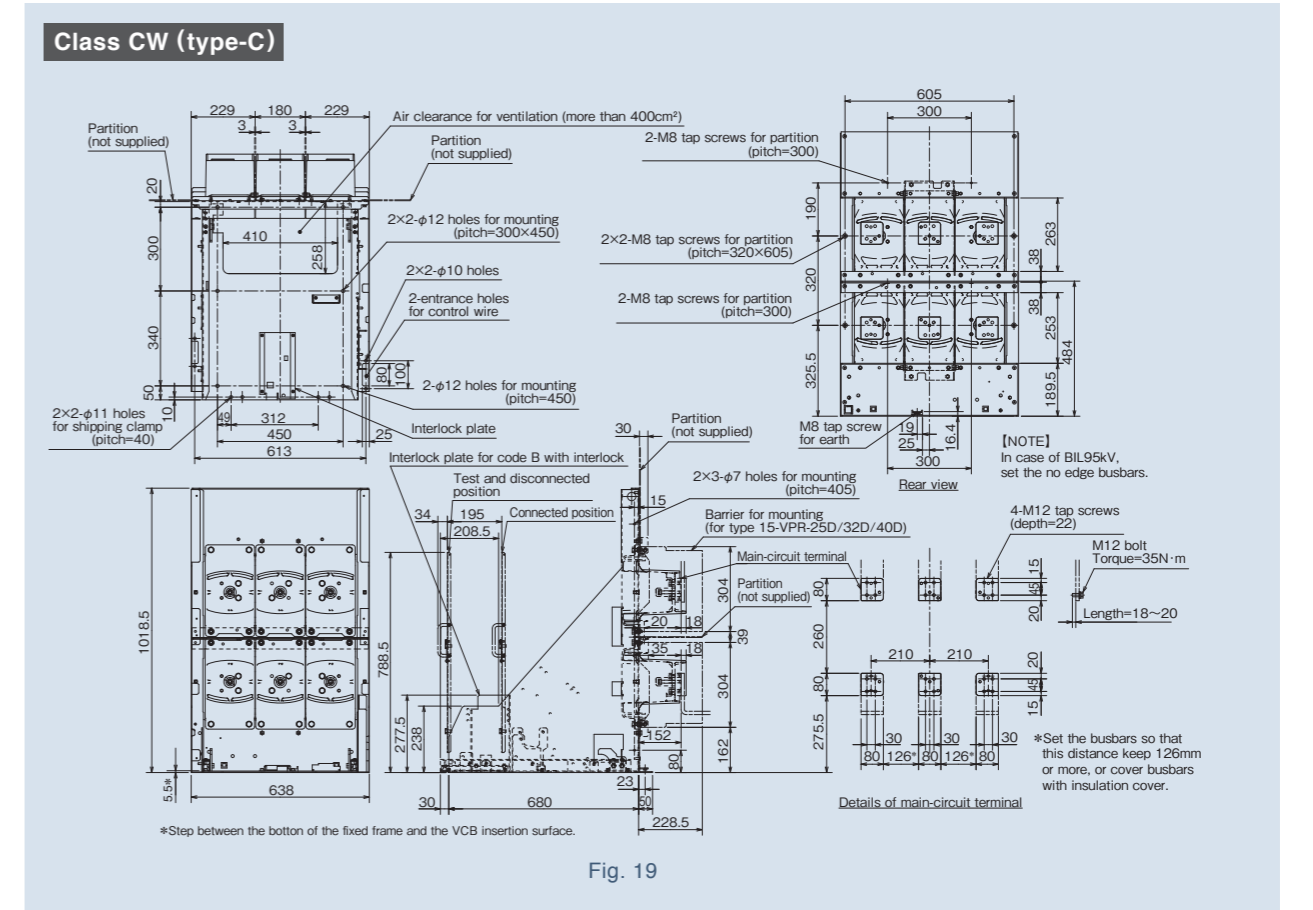 Class CW (type-C)
229
180
229
3
3
Partition
(not supplied)
Air clearance for ventilation (more than 400cm²)
Partition
(not supplied)
20
300
340
50
10
410
258
2×2-φ12 holes for mounting
(pitch=300×450)
2×2-φ10 holes
2-entrance holes
for control wire
80
100
2-φ12 holes for mounting
(pitch=450)
Interlock plate
2×2-φ11 holes
for shipping clamp
(pitch=40)
49
312
450
25
613
605
300
2-M8 tap screws for partition
(pitch=300)
2×2-M8 tap screws for partition
(pitch=320×605)
2-M8 tap screws for partition
(pitch=300)
190
320
325.5
263
38
38
253
484
189.5
M8 tap screw
for earth
19
25
16.4
300
Rear view
【NOTE】
In case of BIL95kV,
set the no edge busbars.
1018.5
5.5*
638
*Step between the botton of the fixed frame and the VCB insertion surface.
Interlock plate for code B with interlock
Test and disconnected
position
Connected position
34
195
208.5
788.5
277.5
238
30
680
30
Partition
(not supplied)
15
2×3-φ7 holes for mounting
(pitch=405)
Barrier for mounting
(for type 15-VPR-25D/32D/40D)
Main-circuit terminal
Partition
(not supplied)
304
20
18
39
35
18
304
152
80
162
23
50
228.5
4-M12 tap screws
(depth=22)
M12 bolt
Torque=35N·m
Length=18〜20
80
260
80
275.5
15
45
20
210
210
20
45
15
30
30
30
80
126*
80
126*
80
*Set the busbars so that
this distance keep 126mm
or more, or cover busbars
with insulation cover.
Details of main-circuit terminal
Fig. 19